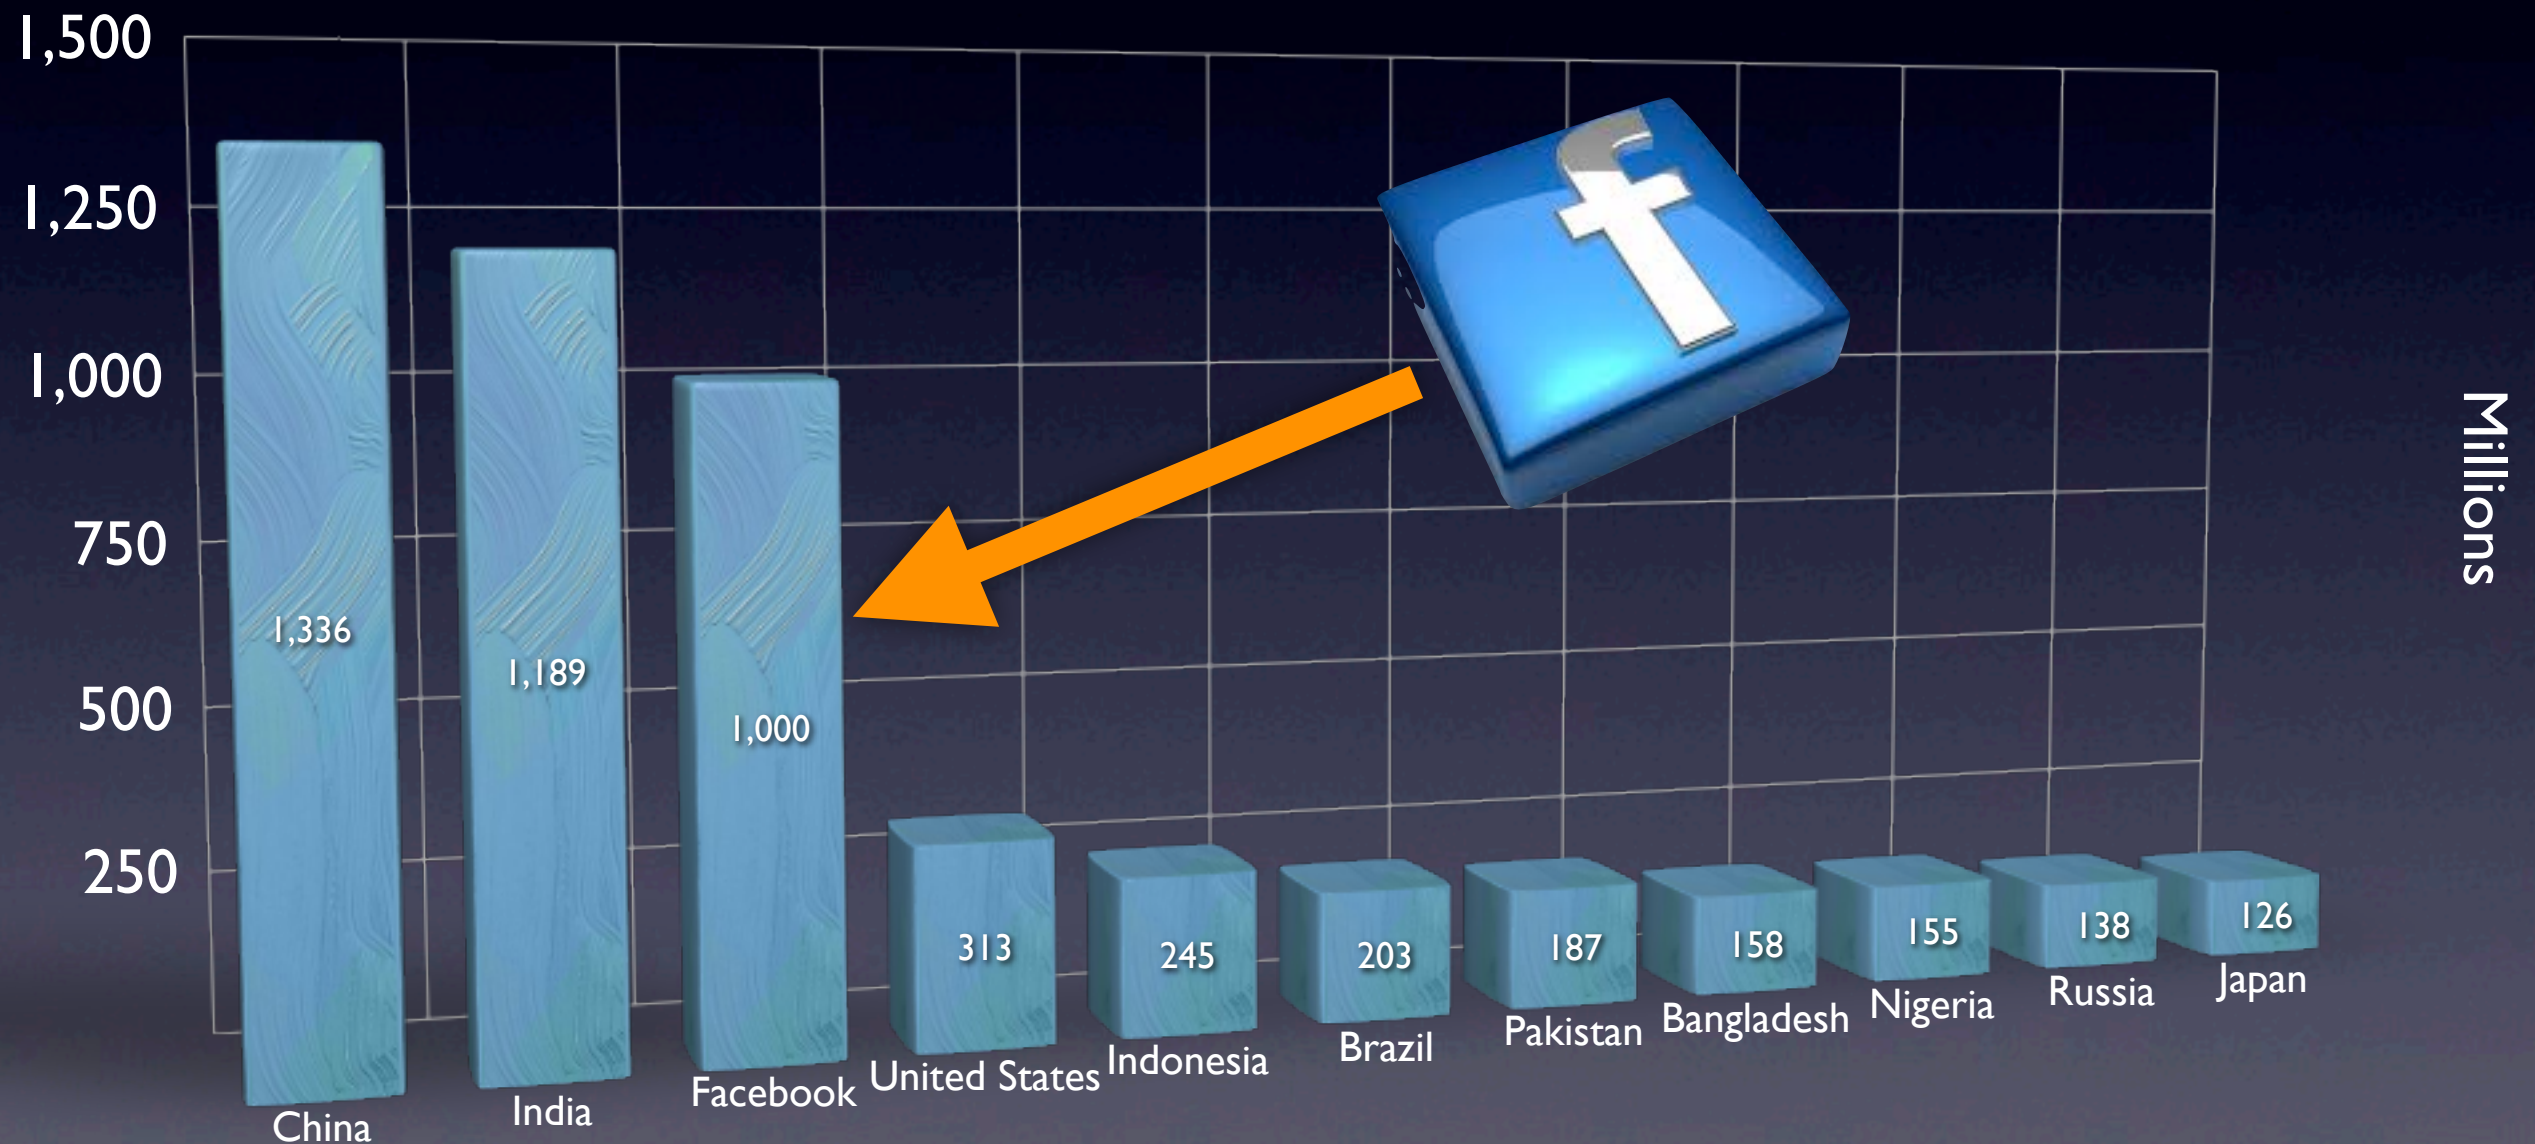 1,500
1,250
1,000
750
500
250
Millions
1,336
1,189
1,000
313
245
203
187
158
155
138
126
China
India
Facebook
United States
Indonesia
Brazil
Pakistan
Bangladesh
Nigeria
Russia
Japan
f